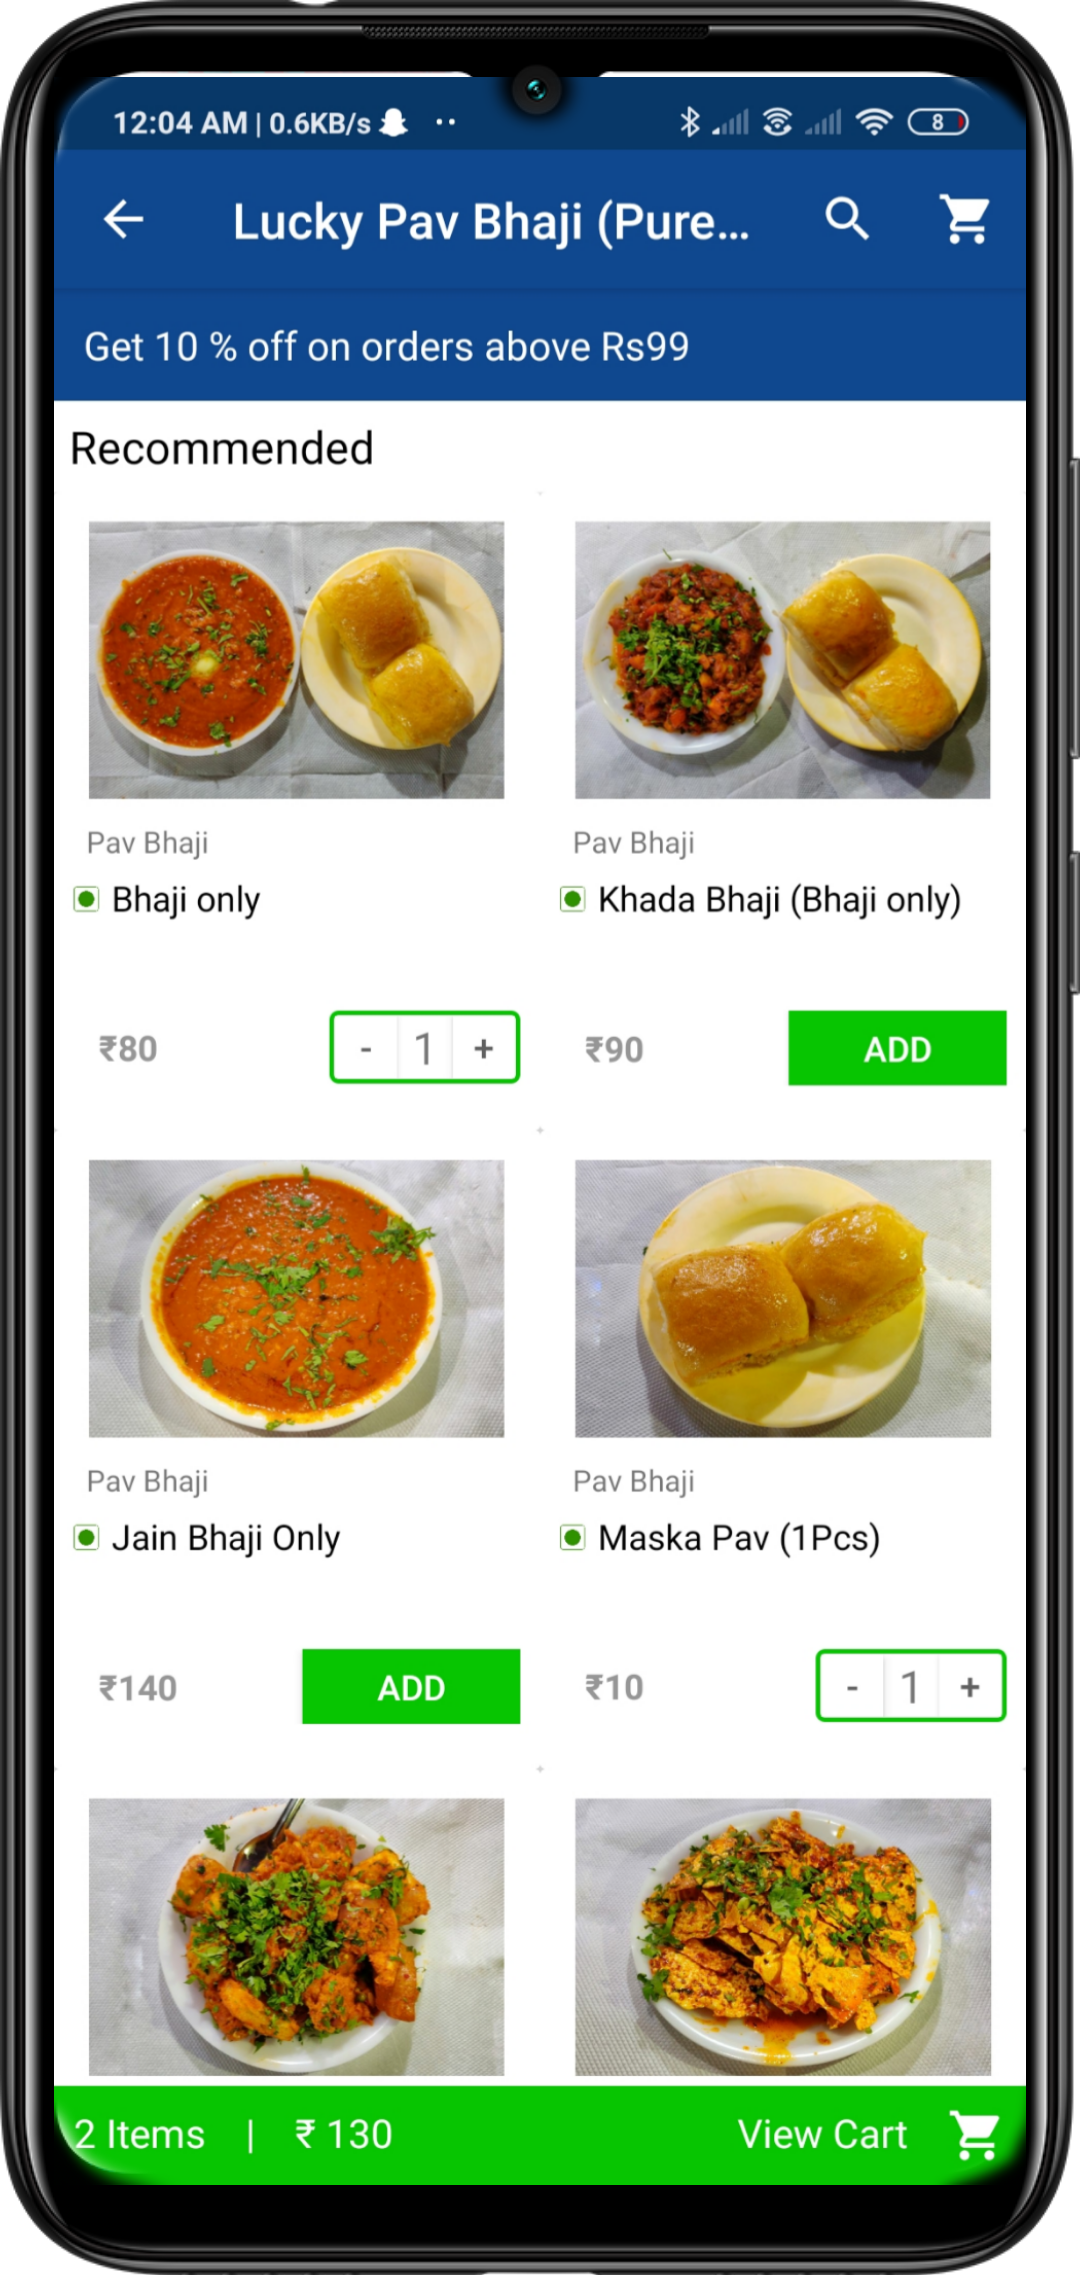 12:04 AM | 0.6KB/s ·· 8
Lucky Pav Bhaji (Pure...
Get 10 % off on orders above Rs99
Recommended
Pav Bhaji
Bhaji only
₹80 - 1 +
Pav Bhaji
Khada Bhaji (Bhaji only)
₹90 ADD
Pav Bhaji
Jain Bhaji Only
₹140 ADD
Pav Bhaji
Maska Pav (1Pcs)
₹10 - 1 +
2 Items | ₹ 130 View Cart